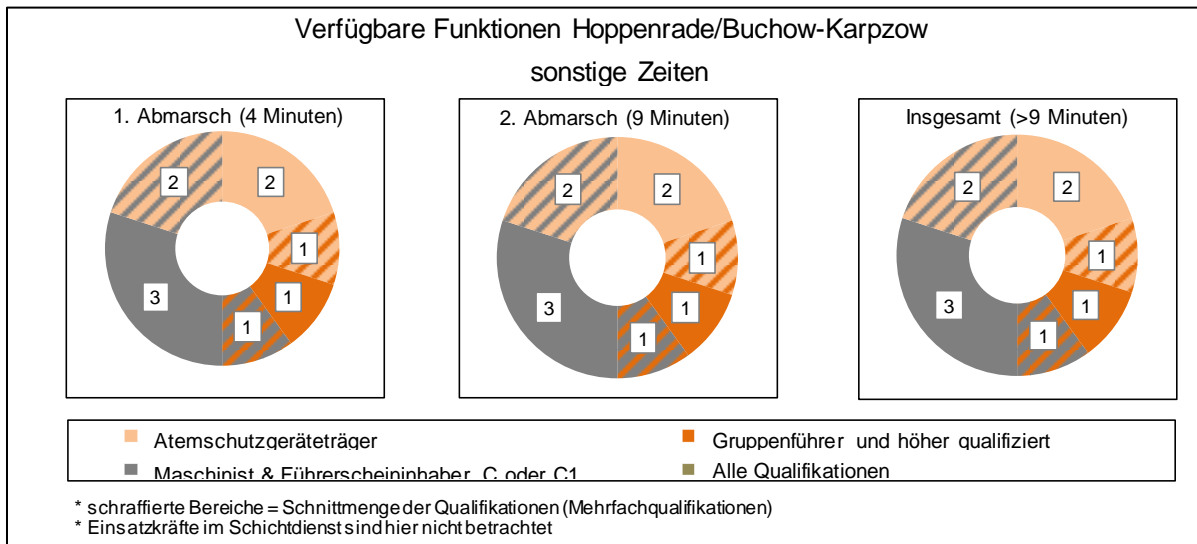 Verfügbare Funktionen Hoppenrade/Buchow-Karpzow
sonstige Zeiten
1. Abmarsch (4 Minuten)
2
2
1
3
1
1
2. Abmarsch (9 Minuten)
2
2
1
3
1
1
Insgesamt (>9 Minuten)
2
2
1
3
1
1
Atemschutzgeräteträger
Gruppenführer und höher qualifiziert
Maschinist & Führerscheininhaber C oder C1
Alle Qualifikationen
* schraffierte Bereiche = Schnittmenge der Qualifikationen (Mehrfachqualifikationen)
* Einsatzkräfte im Schichtdienst sind hier nicht betrachtet